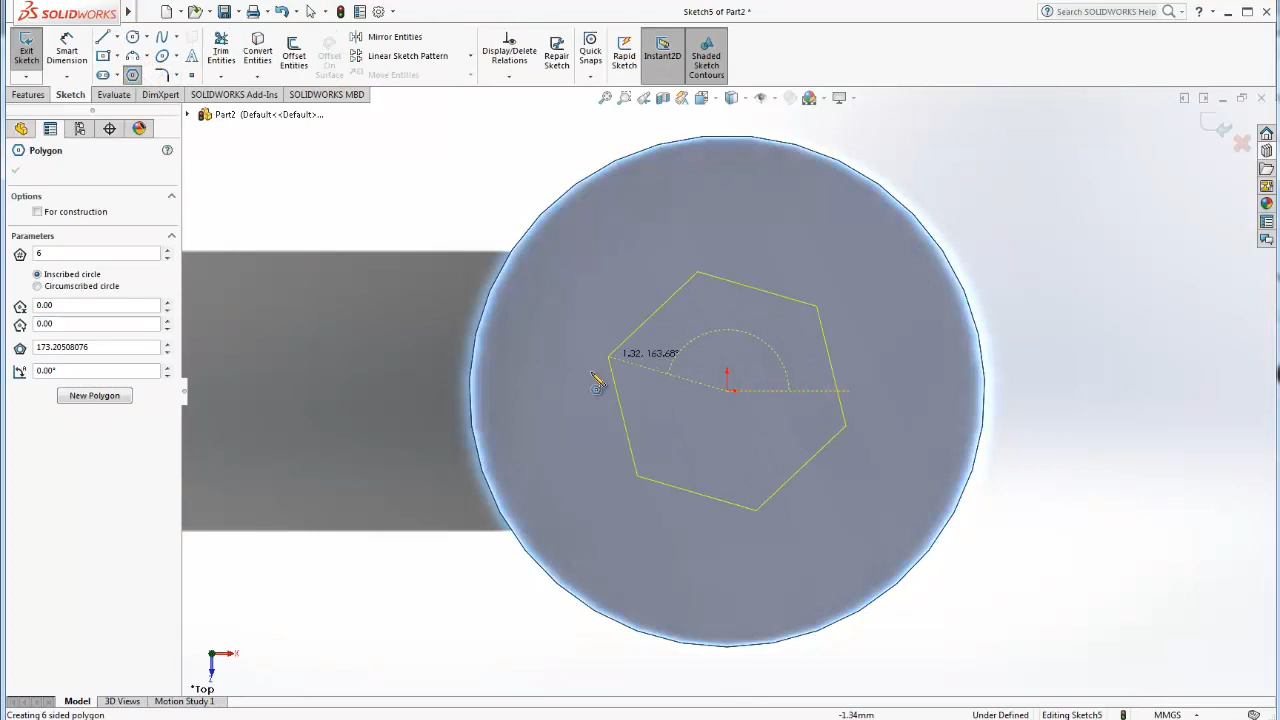 SOLIDWORKS
Sketch5 of Part2 *
Search SOLIDWORKS Help
Exit Sketch
Smart Dimension
Trim Entities
Convert Entities
Offset Entities
Offset On Surface
Mirror Entities
Linear Sketch Pattern
Move Entities
Display/Delete Relations
Repair Sketch
Quick Snaps
Rapid Sketch
Instant2D
Shaded Sketch Contours
Features
Sketch
Evaluate
DimXpert
SOLIDWORKS Add-Ins
SOLIDWORKS MBD
Part2 (Default<<Default>...
Polygon
Options
For construction
Parameters
6
Inscribed circle
Circumscribed circle
0.00
0.00
173.20508076
0.00°
New Polygon
1.32, 163.68°
X
Z
*Top
Model
3D Views
Motion Study 1
Creating 6 sided polygon
-1.34mm
Under Defined
Editing Sketch5
MMGS